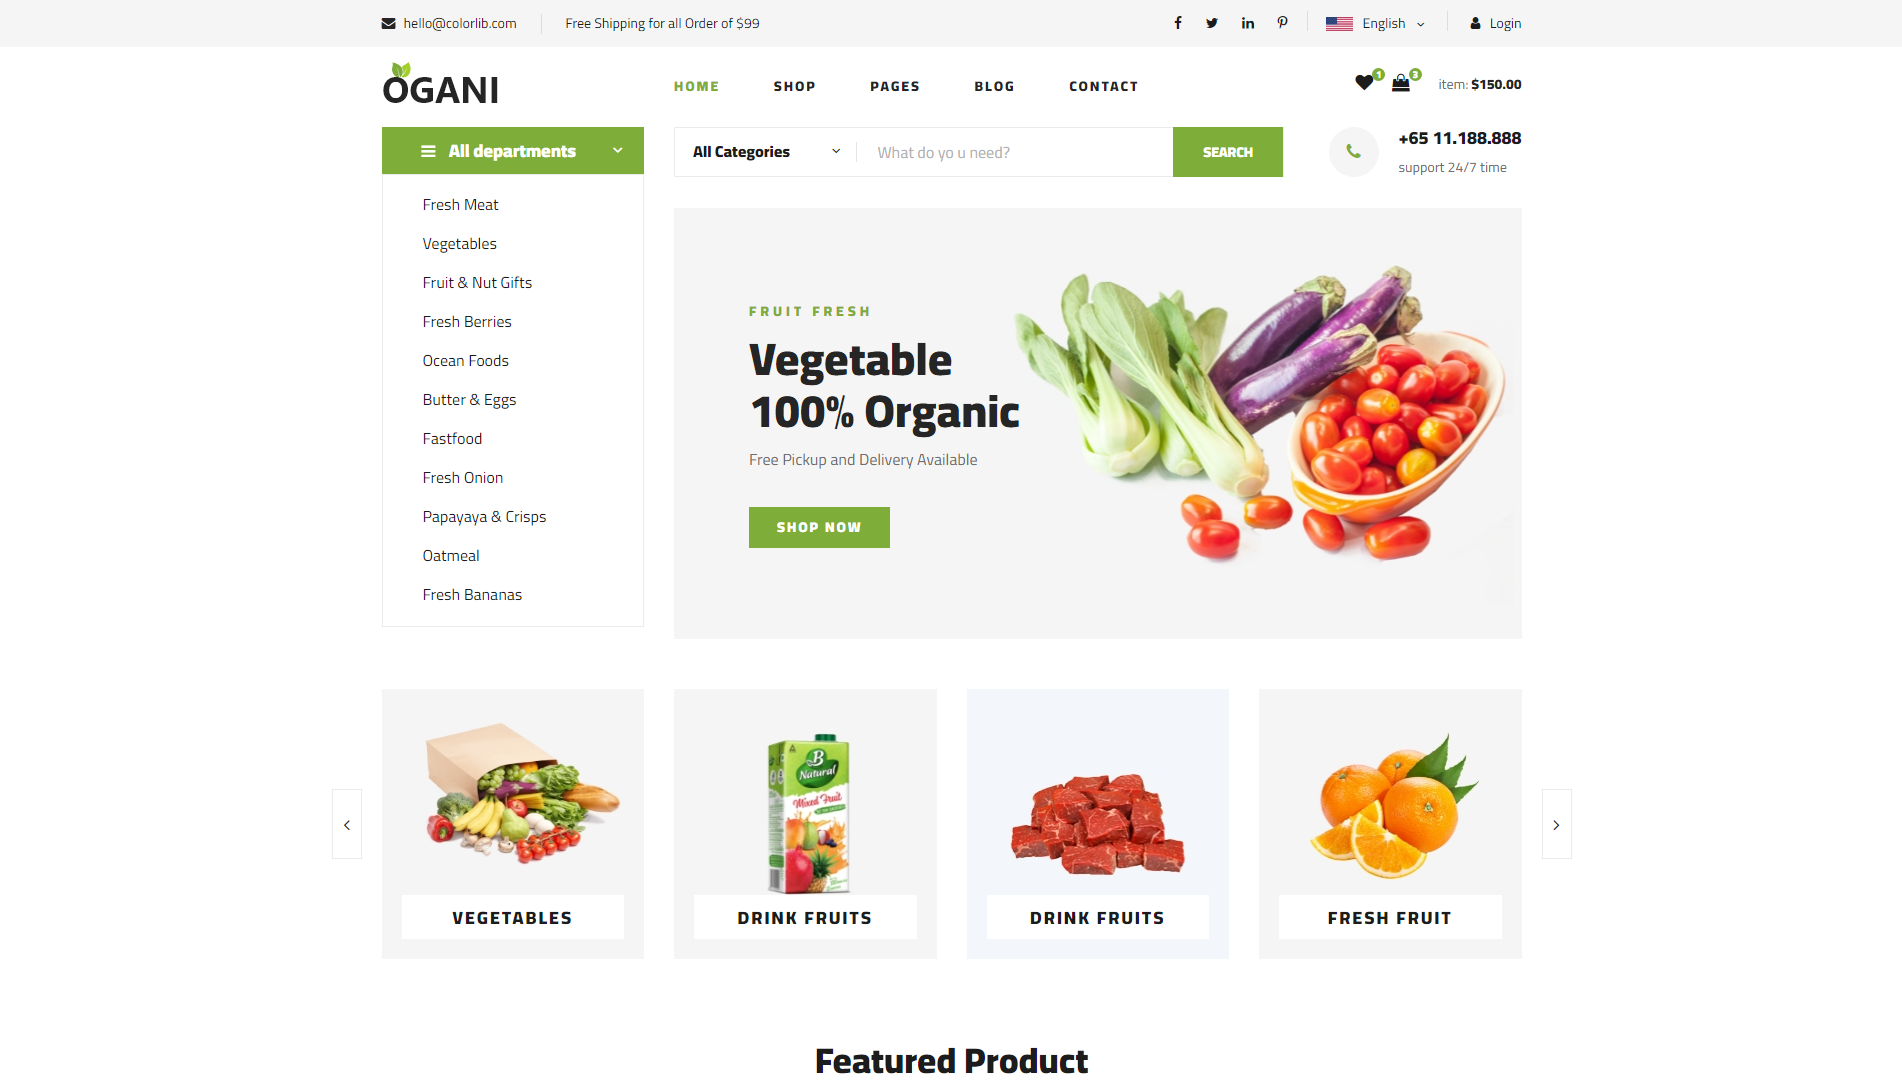 hello@colorlib.com
Free Shipping for all Order of $99
English
Login
OGANI
HOME
SHOP
PAGES
BLOG
CONTACT
1
3
item: $150.00
All departments
All Categories
What do yo u need?
SEARCH
+65 11.188.888
support 24/7 time
Fresh Meat
Vegetables
Fruit & Nut Gifts
Fresh Berries
Ocean Foods
Butter & Eggs
Fastfood
Fresh Onion
Papayaya & Crisps
Oatmeal
Fresh Bananas
FRUIT FRESH
Vegetable
100% Organic
Free Pickup and Delivery Available
SHOP NOW
B
Natural
Mixed Fruit
VEGETABLES
DRINK FRUITS
DRINK FRUITS
FRESH FRUIT
Featured Product